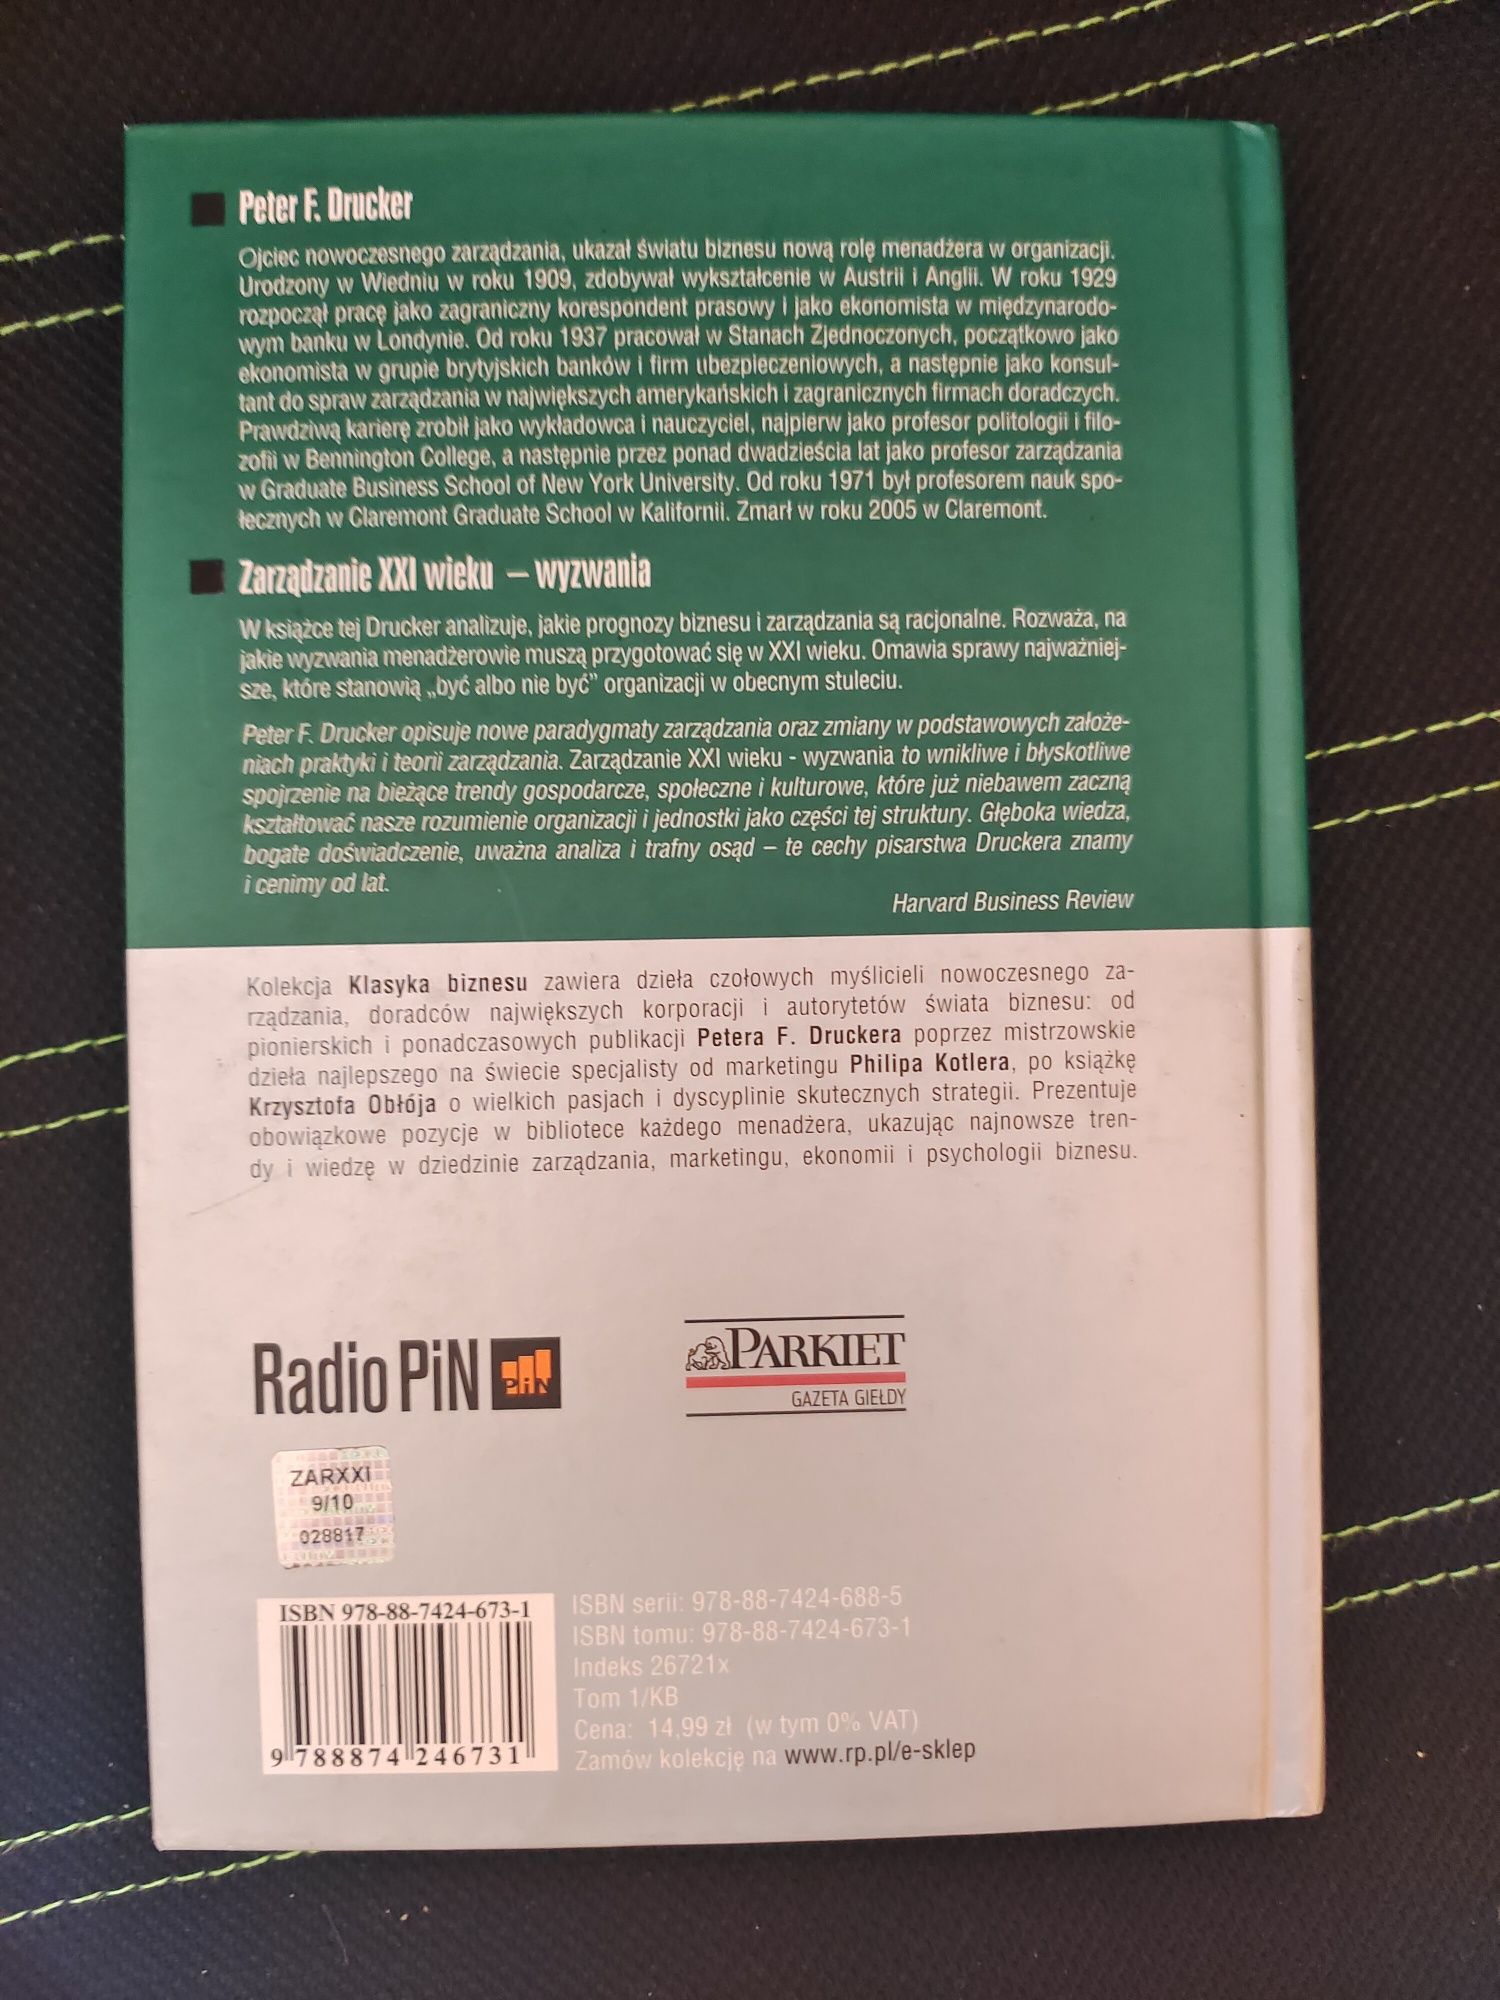 Peter F. Drucker
Ojciec nowoczesnego zarządzania, ukazał światu biznesu nową rolę menadżera w organizacji.
Urodzony w Wiedniu w roku 1909, zdobywał wykształcenie w Austrii i Anglii. W roku 1929
rozpoczął pracę jako zagraniczny korespondent prasowy i jako ekonomista w międzynarodo-
wym banku w Londynie. Od roku 1937 pracował w Stanach Zjednoczonych, początkowo jako
ekonomista w grupie brytyjskich banków i firm ubezpieczeniowych, a następnie jako konsul-
tant do spraw zarządzania w największych amerykańskich i zagranicznych firmach doradczych.
Prawdziwą karierę zrobił jako wykładowca i nauczyciel, najpierw jako profesor politologii i filo-
zofii w Bennington College, a następnie przez ponad dwadzieścia lat jako profesor zarządzania
w Graduate Business School of New York University. Od roku 1971 był profesorem nauk spo-
łecznych w Claremont Graduate School w Kalifornii. Zmarł w roku 2005 w Claremont.
Zarządzanie XXI wieku – wyzwania
W książce tej Drucker analizuje, jakie prognozy biznesu i zarządzania są racjonalne. Rozważa, na
jakie wyzwania menadżerowie muszą przygotować się w XXI wieku. Omawia sprawy najważniej-
sze, które stanowią „być albo nie być” organizacji w obecnym stuleciu.
Peter F. Drucker opisuje nowe paradygmaty zarządzania oraz zmiany w podstawowych założe-
niach praktyki i teorii zarządzania. Zarządzanie XXI wieku - wyzwania to wnikliwe i błyskotliwe
spojrzenie na bieżące trendy gospodarcze, społeczne i kulturowe, które już niebawem zaczną
kształtować nasze rozumienie organizacji i jednostki jako części tej struktury. Głęboka wiedza,
bogate doświadczenie, uważna analiza i trafny osąd – te cechy pisarstwa Druckera znamy
i cenimy od lat.
Harvard Business Review
Kolekcja Klasyka biznesu zawiera dzieła czołowych myślicieli nowoczesnego za-
rządzania, doradców największych korporacji i autorytetów świata biznesu: od
pionierskich i ponadczasowych publikacji Petera F. Druckera poprzez mistrzowskie
dzieła najlepszego na świecie specjalisty od marketingu Philipa Kotlera, po książkę
Krzysztofa Obłója o wielkich pasjach i dyscyplinie skutecznych strategii. Prezentuje
obowiązkowe pozycje w bibliotece każdego menadżera, ukazując najnowsze tren-
dy i wiedzę w dziedzinie zarządzania, marketingu, ekonomii i psychologii biznesu.
Radio PiN PiN
PARKIET
GAZETA GIEŁDY
ZARXXI
9/10
028817
ISBN 978-88-7424-673-1
9 788874 246731
ISBN serii: 978-88-7424-688-5
ISBN tomu: 978-88-7424-673-1
Indeks 26721x
Tom 1/KB
Cena: 14,99 zł (w tym 0% VAT)
Zamów kolekcję na www.rp.pl/e-sklep